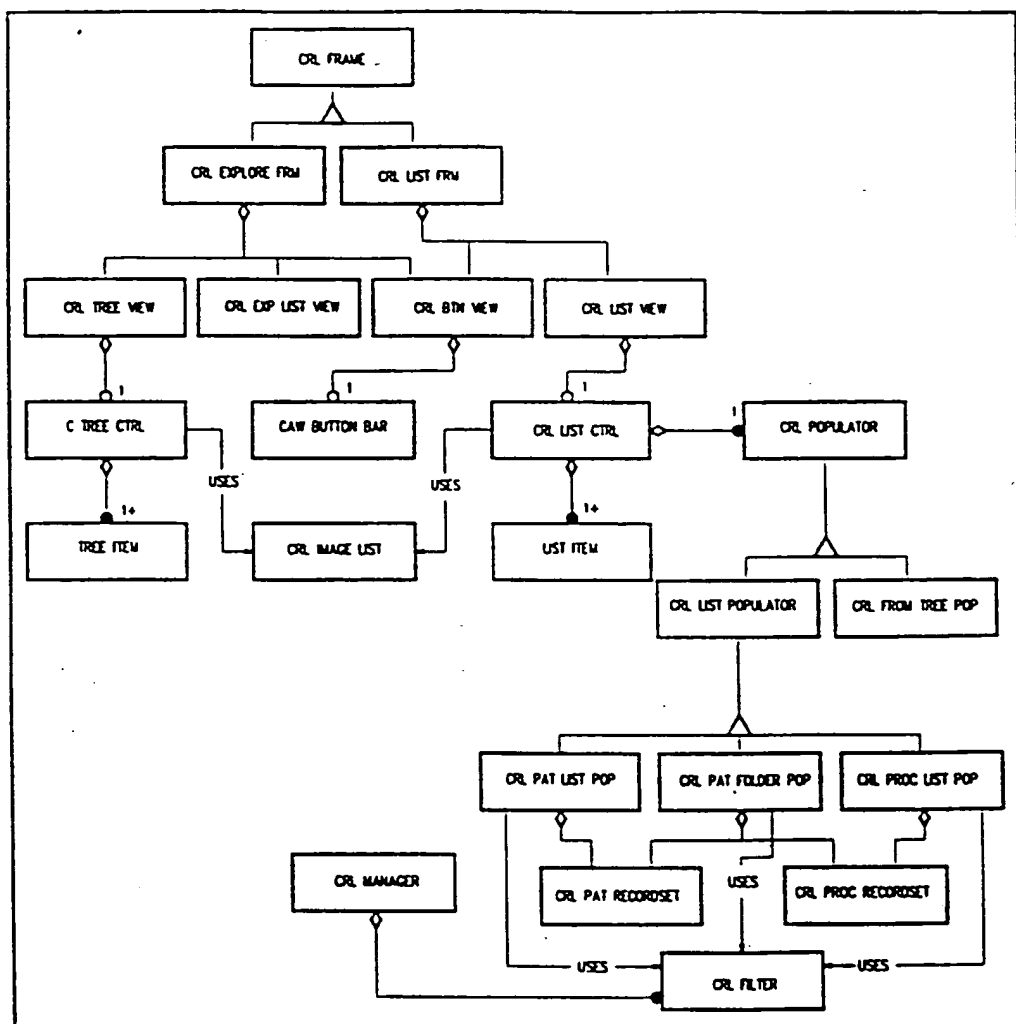 CRL FRAME
CRL EXPLORE FRM
CRL LIST FRM
CRL TREE VIEW
CRL EXP LIST VIEW
CRL BTN VIEW
CRL LIST VIEW
1
1
1
1
C TREE CTRL
CAW BUTTON BAR
CRL LIST CTRL
CRL POPULATOR
USES
USES
1+
1+
TREE ITEM
CRL IMAGE LIST
LIST ITEM
CRL LIST POPULATOR
CRL FROM TREE POP
CRL PAT LIST POP
CRL PAT FOLDER POP
CRL PROC LIST POP
CRL MANAGER
CRL PAT RECORDSET
USES
CRL PROC RECORDSET
USES
USES
CRL FILTER